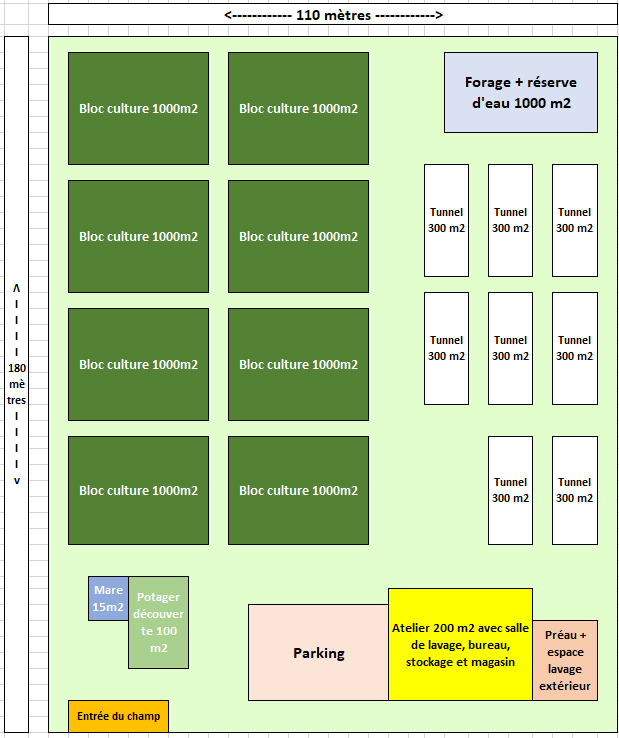 <------------ 110 mètres ------------>
Λ
I
I
I
I
180
mè
tres
I
I
I
I
v
Bloc culture 1000m2
Bloc culture 1000m2
Forage + réserve
d'eau 1000 m2
Bloc culture 1000m2
Bloc culture 1000m2
Tunnel
300 m2
Tunnel
300 m2
Tunnel
300 m2
Bloc culture 1000m2
Bloc culture 1000m2
Tunnel
300 m2
Tunnel
300 m2
Tunnel
300 m2
Bloc culture 1000m2
Bloc culture 1000m2
Tunnel
300 m2
Tunnel
300 m2
Mare
15m2
Potager
découver
te 100
m2
Parking
Atelier 200 m2 avec salle
de lavage, bureau,
stockage et magasin
Préau +
espace
lavage
extérieur
Entrée du champ